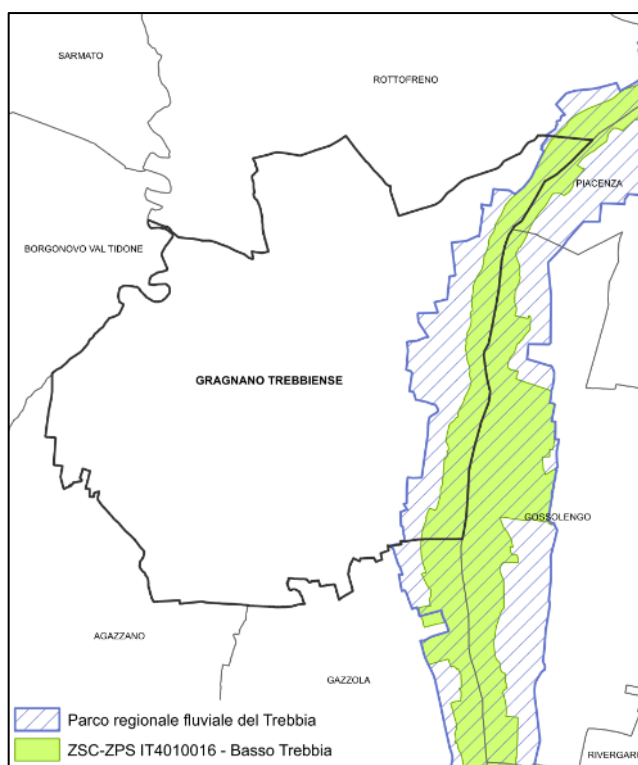 SARMATO
ROTTOFRENO
PIACENZA
BORGONOVO VAL TIDONE
GRAGNANO TREBBIENSE
GOSSOLENGO
AGAZZANO
GAZZOLA
Parco regionale fluviale del Trebbia
ZSC-ZPS IT4010016 - Basso Trebbia
RIVERGAR